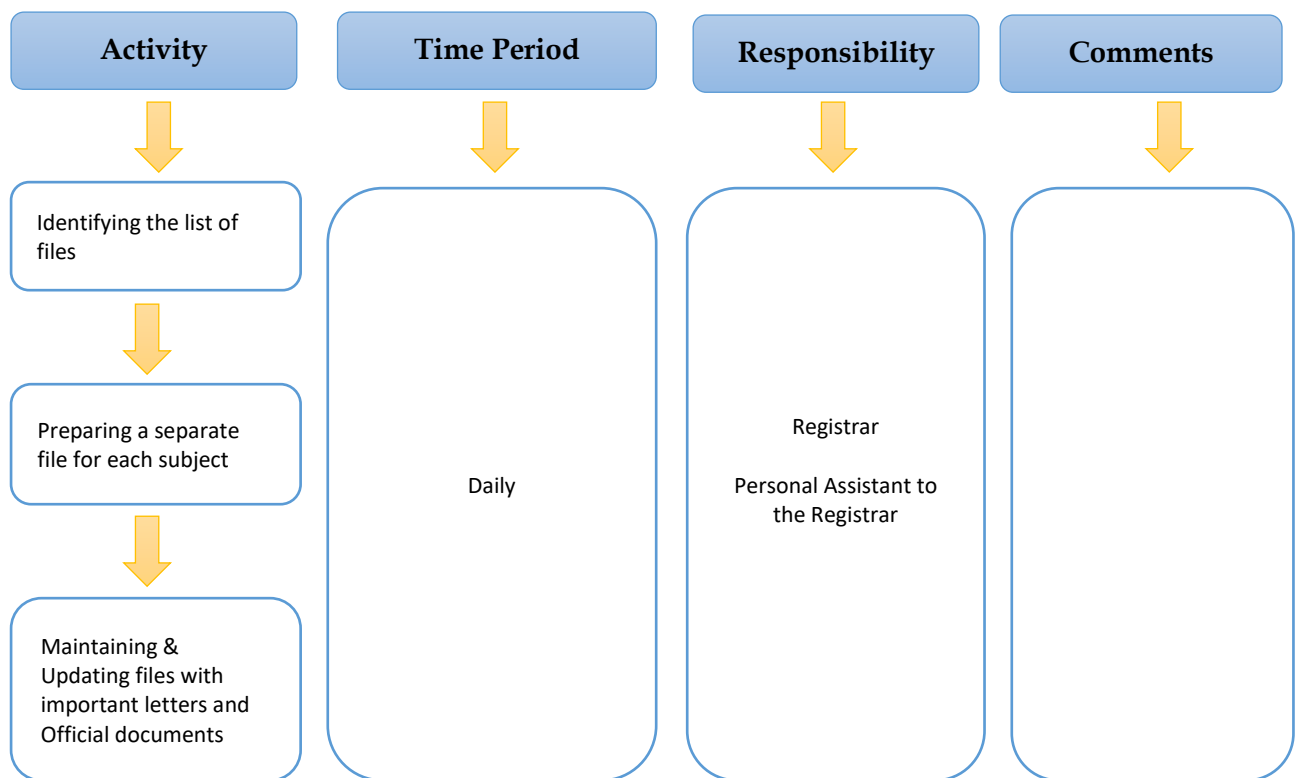 Activity
Time Period
Responsibility
Comments
Identifying the list of
files
Preparing a separate
file for each subject
Maintaining &
Updating files with
important letters and
Official documents
Daily
Registrar
Personal Assistant to
the Registrar